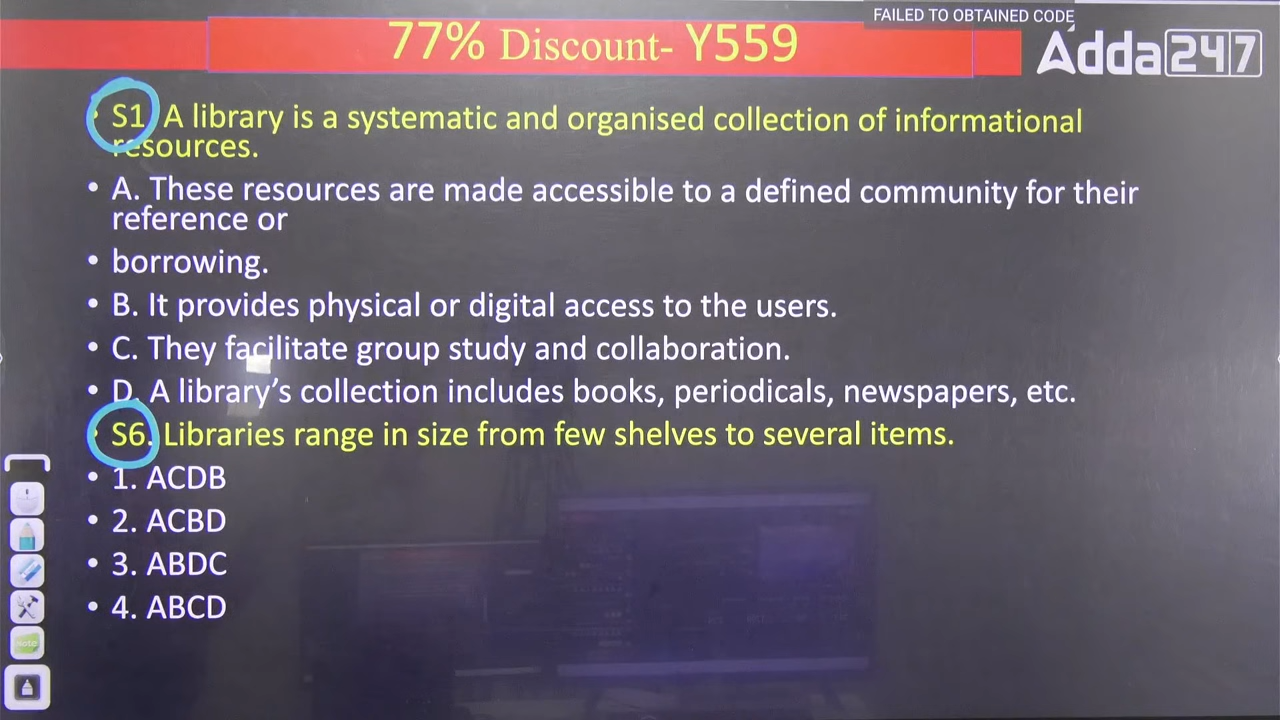 FAILED TO OBTAINED CODE
77% Discount- Y559
Adda247
• S1. A library is a systematic and organised collection of informational
resources.
• A. These resources are made accessible to a defined community for their
reference or
• borrowing.
• B. It provides physical or digital access to the users.
• C. They facilitate group study and collaboration.
• D. A library’s collection includes books, periodicals, newspapers, etc.
• S6. Libraries range in size from few shelves to several items.
• 1. ACDB
• 2. ACBD
• 3. ABDC
• 4. ABCD
note